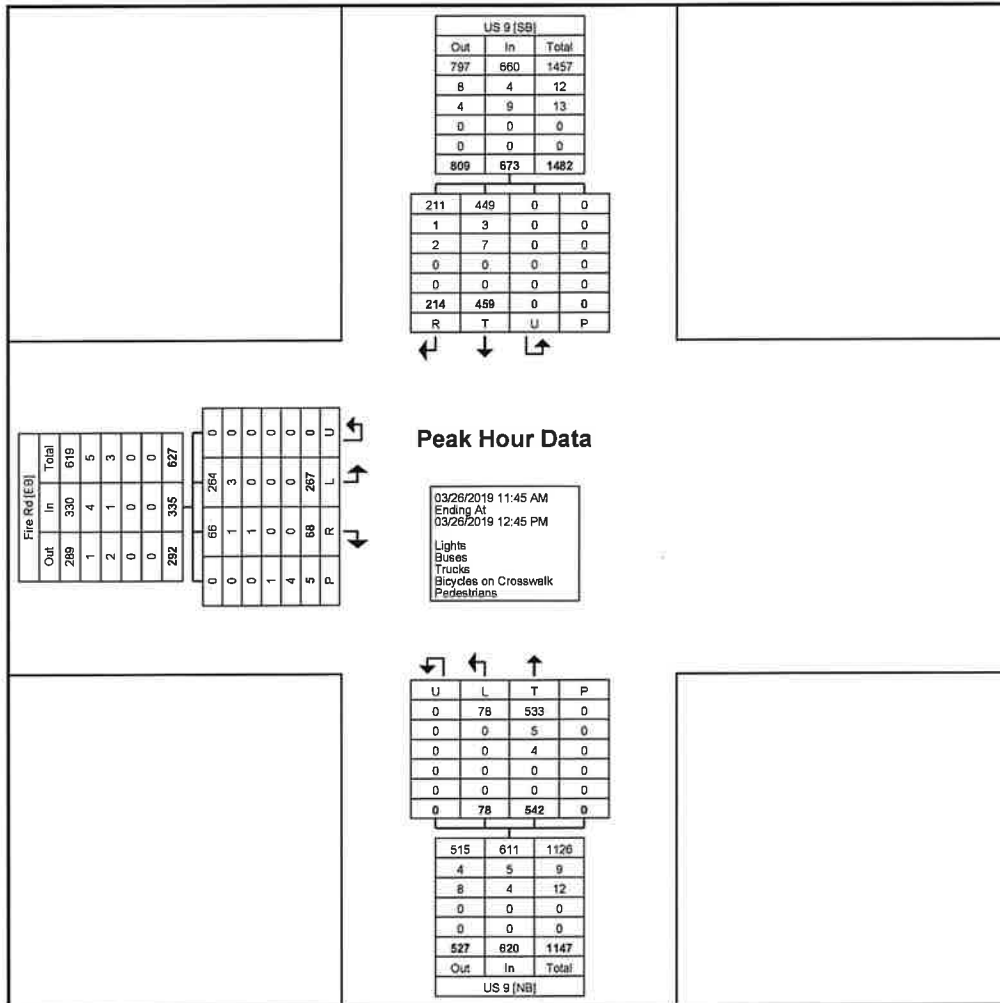 US 9 [SB]
Out In Total
797 660 1457
8 4 12
4 9 13
0 0 0
0 0 0
809 673 1482
211 449 0 0
1 3 0 0
2 7 0 0
0 0 0 0
0 0 0 0
214 459 0 0
R T U P
Fire Rd [EB]
Out In Total
289 330 619
1 4 5
2 1 3
0 0 0
0 0 0
292 335 627
0 264 66 0
0 3 1 0
0 0 1 0
0 0 0 1
0 0 0 4
0 267 68 5
U L R P
Peak Hour Data
03/26/2019 11:45 AM
Ending At
03/26/2019 12:45 PM
Lights
Buses
Trucks
Bicycles on Crosswalk
Pedestrians
U L T P
0 78 533 0
0 0 5 0
0 0 4 0
0 0 0 0
0 0 0 0
0 78 542 0
515 611 1126
4 5 9
8 4 12
0 0 0
0 0 0
527 620 1147
Out In Total
US 9 [NB]